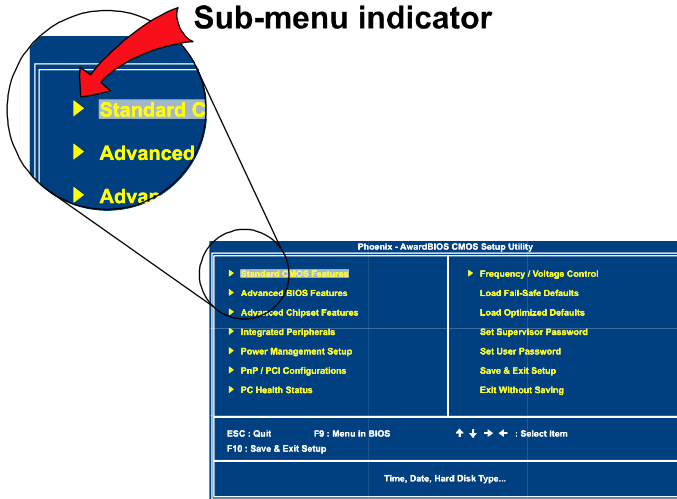 Sub-menu indicator
Standard C
Advanced
Advan
Phoenix - AwardBIOS CMOS Setup Utility
Standard CMOS Features
Advanced BIOS Features
Advanced Chipset Features
Integrated Peripherals
Power Management Setup
PnP / PCI Configurations
PC Health Status
Frequency / Voltage Control
Load Fail-Safe Defaults
Load Optimized Defaults
Set Supervisor Password
Set User Password
Save & Exit Setup
Exit Without Saving
ESC : Quit F9 : Menu in BIOS ↑ ↓ → ← : Select Item
F10 : Save & Exit Setup
Time, Date, Hard Disk Type...